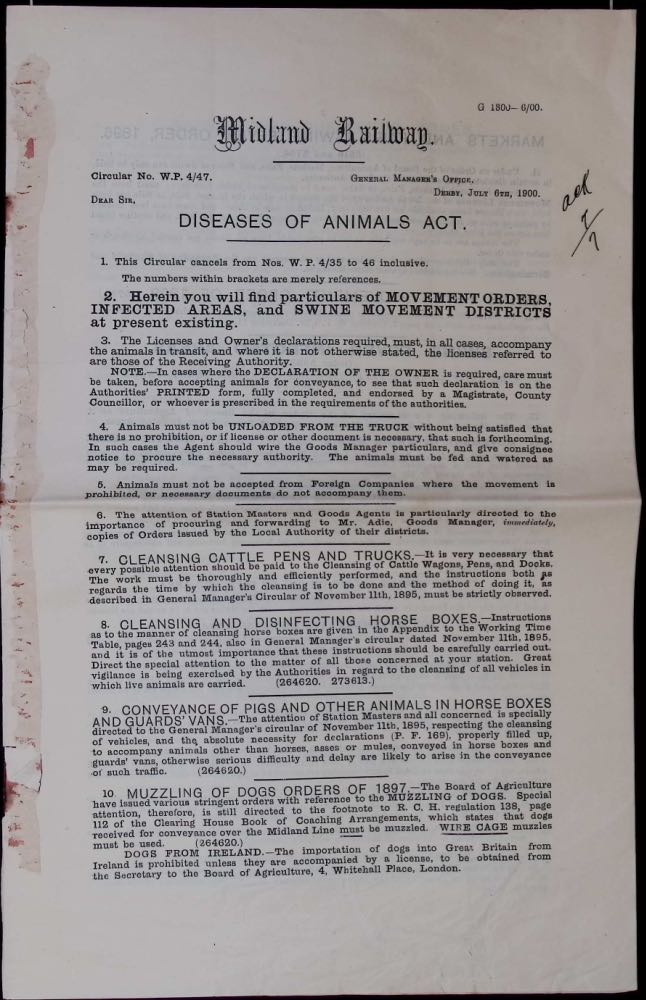 G 1800— 6/00.
Midland Railway.
Circular No. W.P. 4/47.
General Manager's Office,
Derby, July 6th, 1900.
ack
7/7
Dear Sir,
DISEASES OF ANIMALS ACT.
1. This Circular cancels from Nos. W. P. 4/35 to 46 inclusive.
The numbers within brackets are merely references.
2. Herein you will find particulars of MOVEMENT ORDERS,
INFECTED AREAS, and SWINE MOVEMENT DISTRICTS
at present existing.
3. The Licenses and Owner's declarations required, must, in all cases, accompany
the animals in transit, and where it is not otherwise stated, the licenses referred to
are those of the Receiving Authority.
NOTE.—In cases where the DECLARATION OF THE OWNER is required, care must
be taken, before accepting animals for conveyance, to see that such declaration is on the
Authorities' PRINTED form, fully completed, and endorsed by a Magistrate, County
Councillor, or whoever is prescribed in the requirements of the authorities.
4. Animals must not be UNLOADED FROM THE TRUCK without being satisfied that
there is no prohibition, or if license or other document is necessary, that such is forthcoming.
In such cases the Agent should wire the Goods Manager particulars, and give consignee
notice to procure the necessary authority. The animals must be fed and watered as
may be required.
5. Animals must not be accepted from Foreign Companies where the movement is
prohibited, or necessary documents do not accompany them.
6. The attention of Station Masters and Goods Agents is particularly directed to the
importance of procuring and forwarding to Mr. Adie, Goods Manager, immediately,
copies of Orders issued by the Local Authority of their districts.
7. CLEANSING CATTLE PENS AND TRUCKS.—It is very necessary that
every possible attention should be paid to the Cleansing of Cattle Wagons, Pens, and Docks.
The work must be thoroughly and efficiently performed, and the instructions both as
regards the time by which the cleansing is to be done and the method of doing it, as
described in General Manager's Circular of November 11th, 1895, must be strictly observed.
8. CLEANSING AND DISINFECTING HORSE BOXES.—Instructions
as to the manner of cleansing horse boxes are given in the Appendix to the Working Time
Table, pages 243 and 244, also in General Manager's circular dated November 11th, 1895,
and it is of the utmost importance that these instructions should be carefully carried out.
Direct the special attention to the matter of all those concerned at your station. Great
vigilance is being exercised by the Authorities in regard to the cleansing of all vehicles in
which live animals are carried. (264620. 273613.)
9. CONVEYANCE OF PIGS AND OTHER ANIMALS IN HORSE BOXES
AND GUARDS' VANS.—The attention of Station Masters and all concerned is specially
directed to the General Manager's circular of November 11th, 1895, respecting the cleansing
of vehicles, and the absolute necessity for declarations (P. F. 169), properly filled up,
to accompany animals other than horses, asses or mules, conveyed in horse boxes and
guards' vans, otherwise serious difficulty and delay are likely to arise in the conveyance
of such traffic. (264620.)
10. MUZZLING OF DOGS ORDERS OF 1897.—The Board of Agriculture
have issued various stringent orders with reference to the MUZZLING of DOGS. Special
attention, therefore, is still directed to the footnote to R. C. H. regulation 138, page
112 of the Clearing House Book of Coaching Arrangements, which states that dogs
received for conveyance over the Midland Line must be muzzled. WIRE CAGE muzzles
must be used. (264620.)
DOGS FROM IRELAND.—The importation of dogs into Great Britain from
Ireland is prohibited unless they are accompanied by a license, to be obtained from
the Secretary to the Board of Agriculture, 4, Whitehall Place, London.